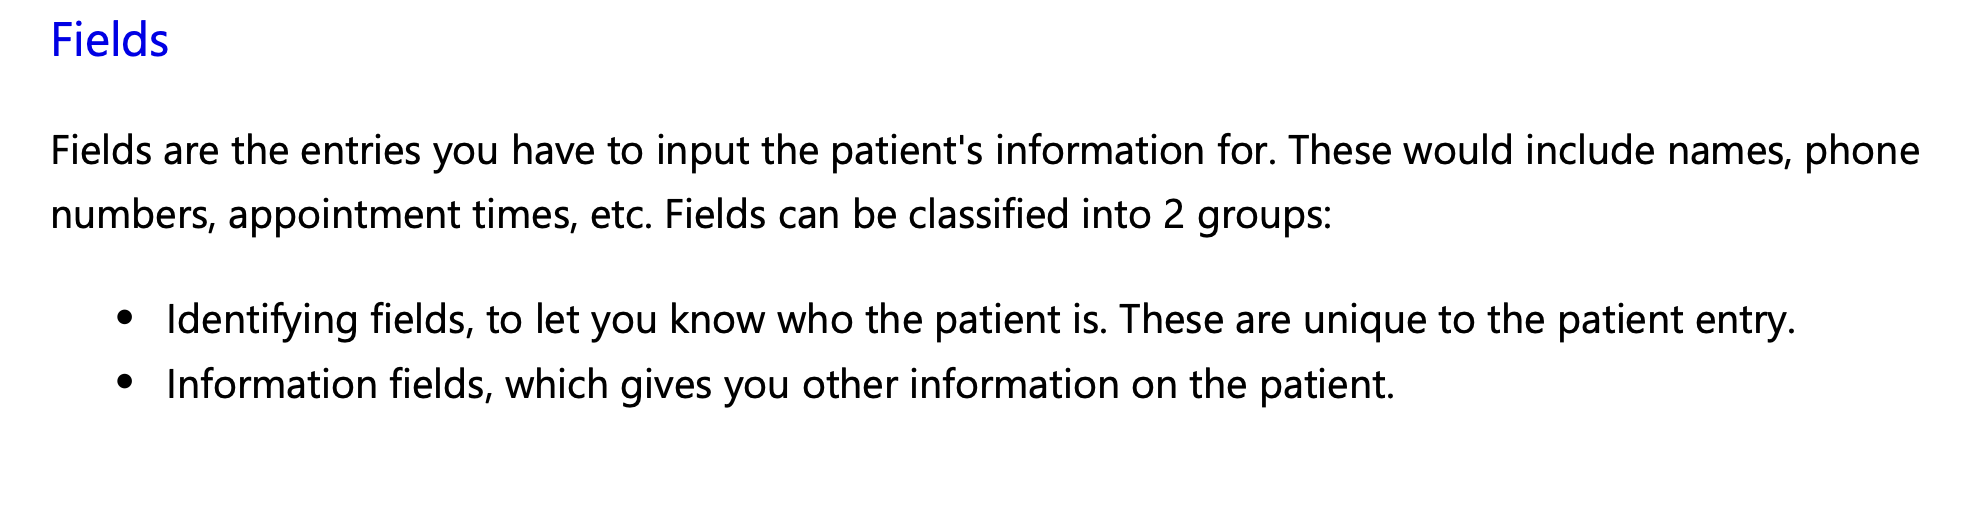 Fields
Fields are the entries you have to input the patient's information for. These would include names, phone
numbers, appointment times, etc. Fields can be classified into 2 groups:
• Identifying fields, to let you know who the patient is. These are unique to the patient entry.
• Information fields, which gives you other information on the patient.